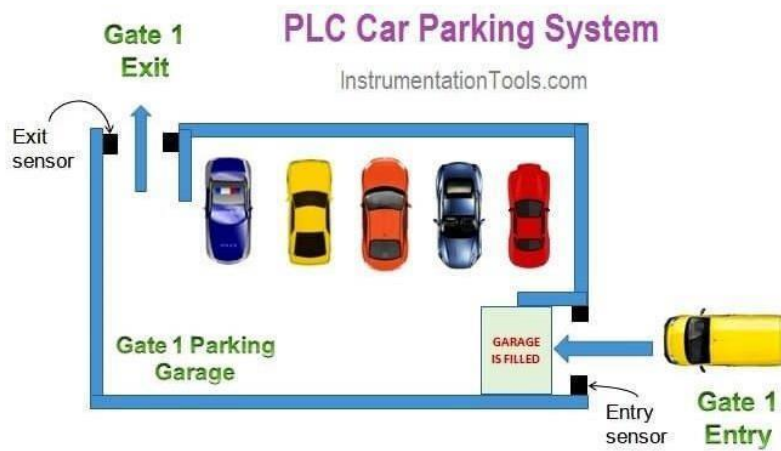 PLC Car Parking System
InstrumentationTools.com
Gate 1
Exit
Exit
sensor
GARAGE
IS FILLED
Gate 1 Parking
Garage
Entry
sensor
Gate 1
Entry